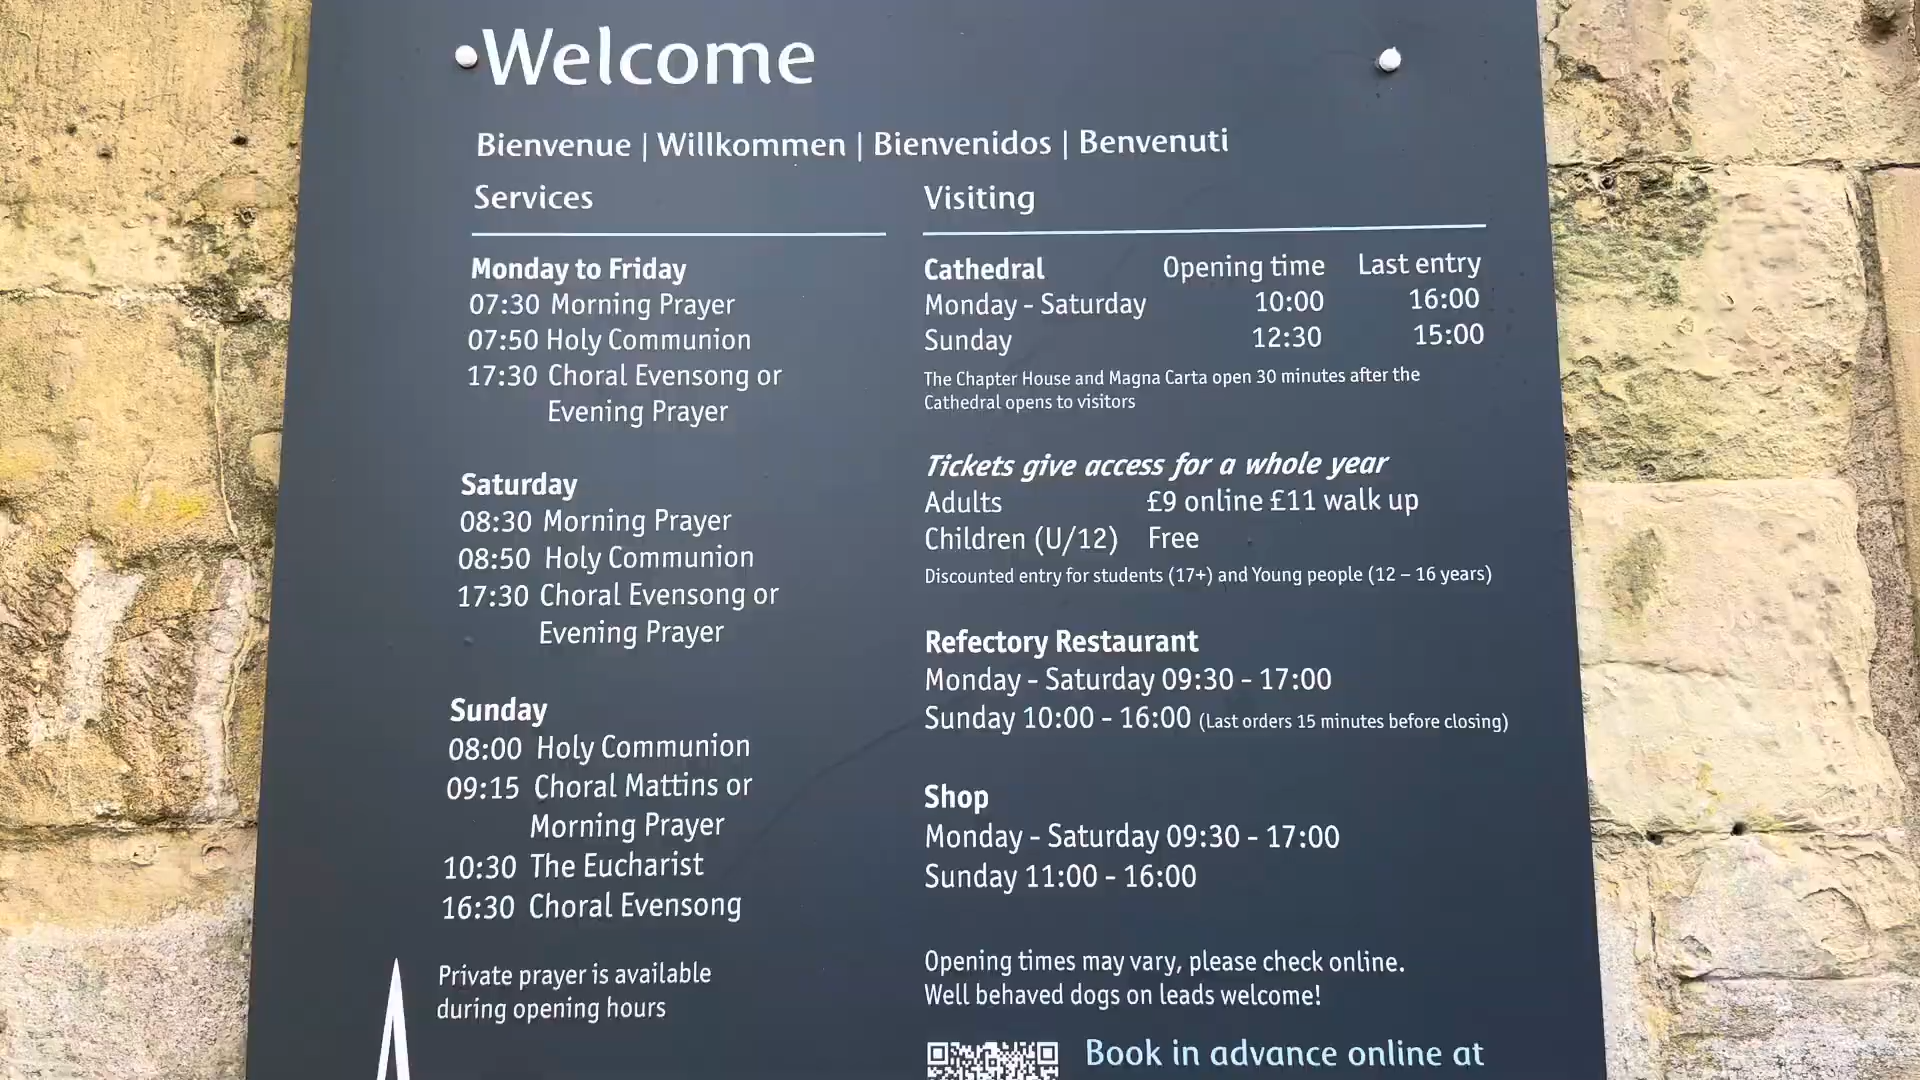 Welcome
Bienvenue | Willkommen | Bienvenidos | Benvenuti
Services
Monday to Friday
07:30 Morning Prayer
07:50 Holy Communion
17:30 Choral Evensong or
Evening Prayer
Saturday
08:30 Morning Prayer
08:50 Holy Communion
17:30 Choral Evensong or
Evening Prayer
Sunday
08:00 Holy Communion
09:15 Choral Mattins or
Morning Prayer
10:30 The Eucharist
16:30 Choral Evensong
Private prayer is available
during opening hours
Visiting
Cathedral Opening time Last entry
Monday - Saturday 10:00 16:00
Sunday 12:30 15:00
The Chapter House and Magna Carta open 30 minutes after the
Cathedral opens to visitors
Tickets give access for a whole year
Adults £9 online £11 walk up
Children (U/12) Free
Discounted entry for students (17+) and Young people (12 – 16 years)
Refectory Restaurant
Monday - Saturday 09:30 - 17:00
Sunday 10:00 - 16:00 (Last orders 15 minutes before closing)
Shop
Monday - Saturday 09:30 - 17:00
Sunday 11:00 - 16:00
Opening times may vary, please check online.
Well behaved dogs on leads welcome!
Book in advance online at